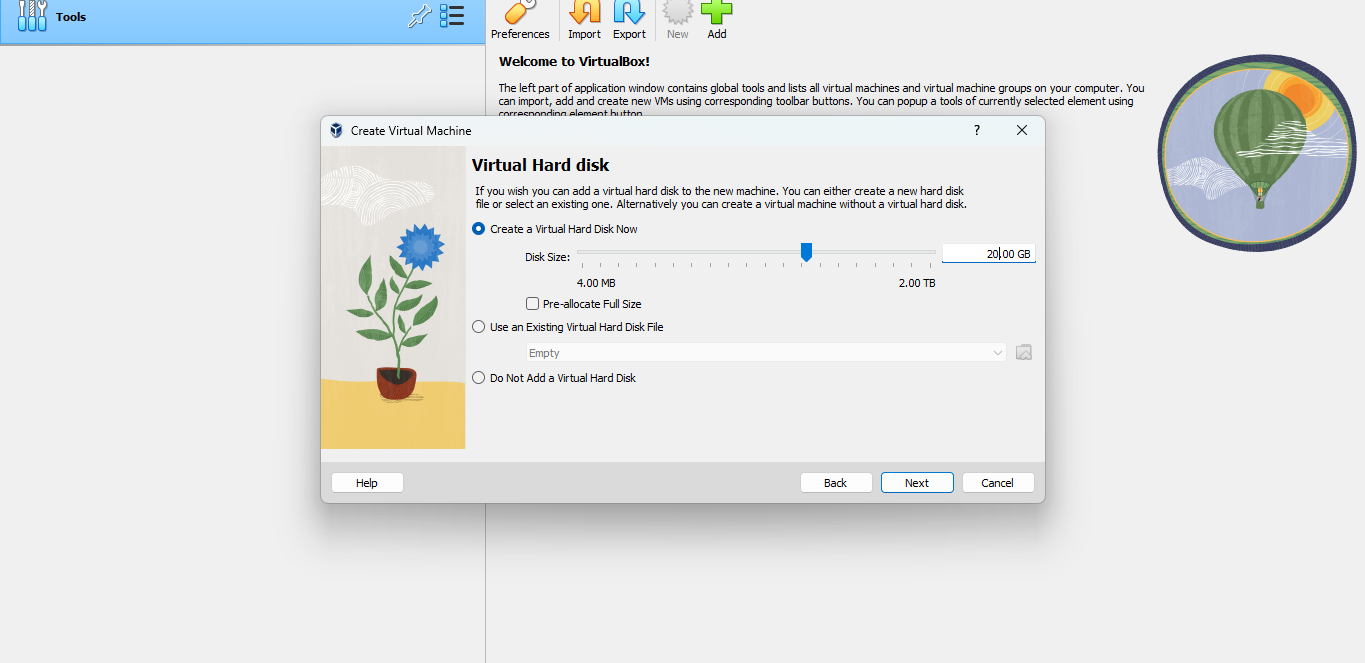 Tools
Preferences
Import
Export
New
Add
Welcome to VirtualBox!
The left part of application window contains global tools and lists all virtual machines and virtual machine groups on your computer. You
can import, add and create new VMs using corresponding toolbar buttons. You can popup a tools of currently selected element using
corresponding element button.
Create Virtual Machine
?
Virtual Hard disk
If you wish you can add a virtual hard disk to the new machine. You can either create a new hard disk
file or select an existing one. Alternatively you can create a virtual machine without a virtual hard disk.
Create a Virtual Hard Disk Now
Disk Size:
20.00 GB
4.00 MB
2.00 TB
Pre-allocate Full Size
Use an Existing Virtual Hard Disk File
Empty
Do Not Add a Virtual Hard Disk
Help
Back
Next
Cancel